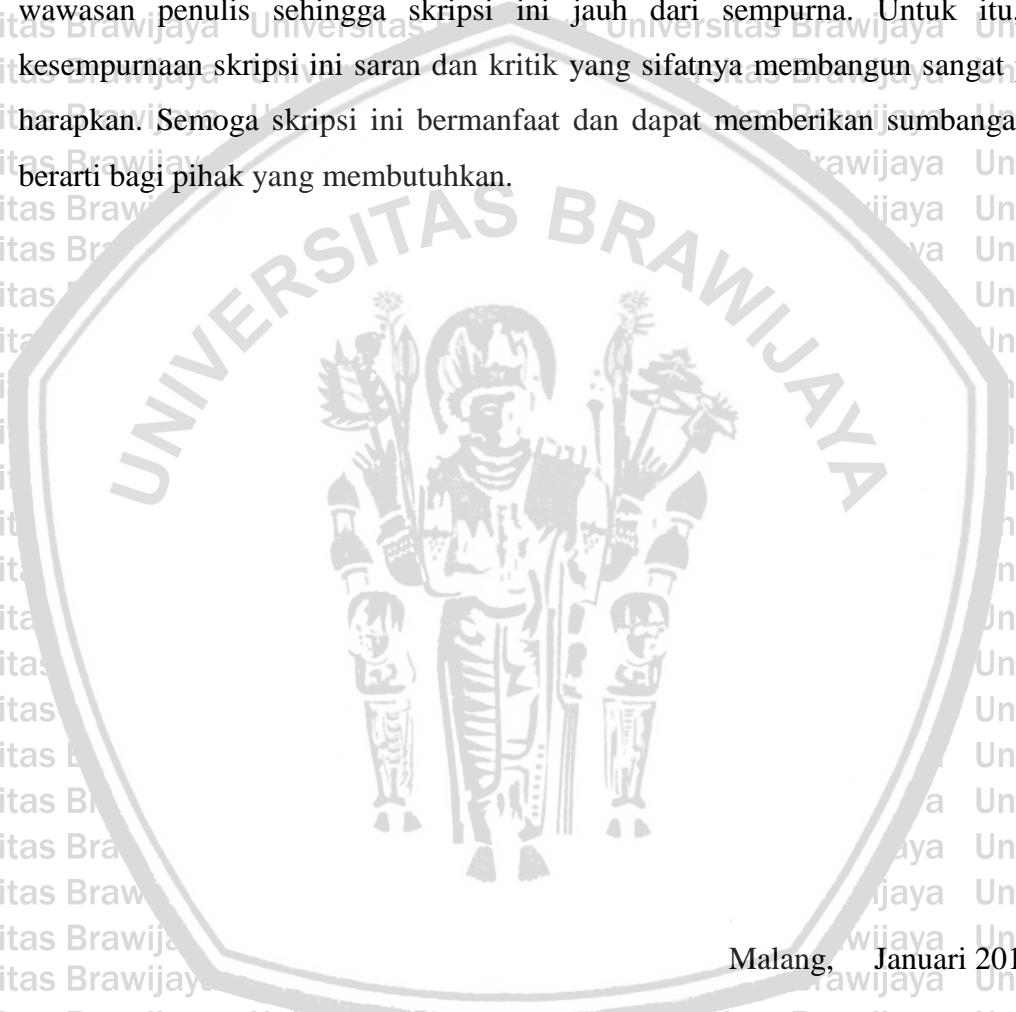 wawasan penulis sehingga skripsi ini jauh dari sempurna. Untuk itu,
kesempurnaan skripsi ini saran dan kritik yang sifatnya membangun sangat
harapkan. Semoga skripsi ini bermanfaat dan dapat memberikan sumbanga
berarti bagi pihak yang membutuhkan.
UNIVERSITAS BRAWIJAYA
Malang, Januari 201